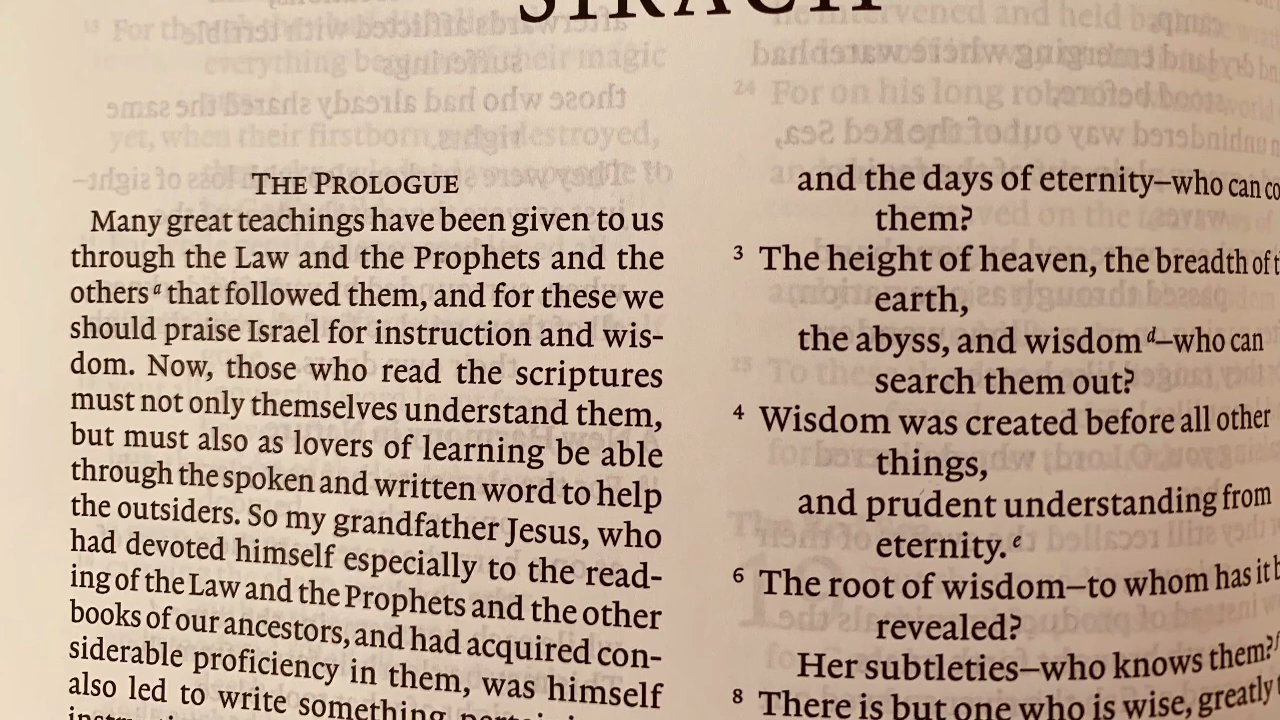 SIRACH
THE PROLOGUE
Many great teachings have been given to us
through the Law and the Prophets and the
others a that followed them, and for these we
should praise Israel for instruction and wis-
dom. Now, those who read the scriptures
must not only themselves understand them,
but must also as lovers of learning be able
through the spoken and written word to help
the outsiders. So my grandfather Jesus, who
had devoted himself especially to the read-
ing of the Law and the Prophets and the other
books of our ancestors, and had acquired con-
siderable proficiency in them, was himself
also led to write something
and the days of eternity—who can
them?
3 The height of heaven, the breadth of
earth,
the abyss, and wisdom d—who can
search them out?
4 Wisdom was created before all other
things,
and prudent understanding from
eternity. e
6 The root of wisdom—to whom has it
revealed?
Her subtleties—who knows them? f
8 There is but one who is wise, greatly